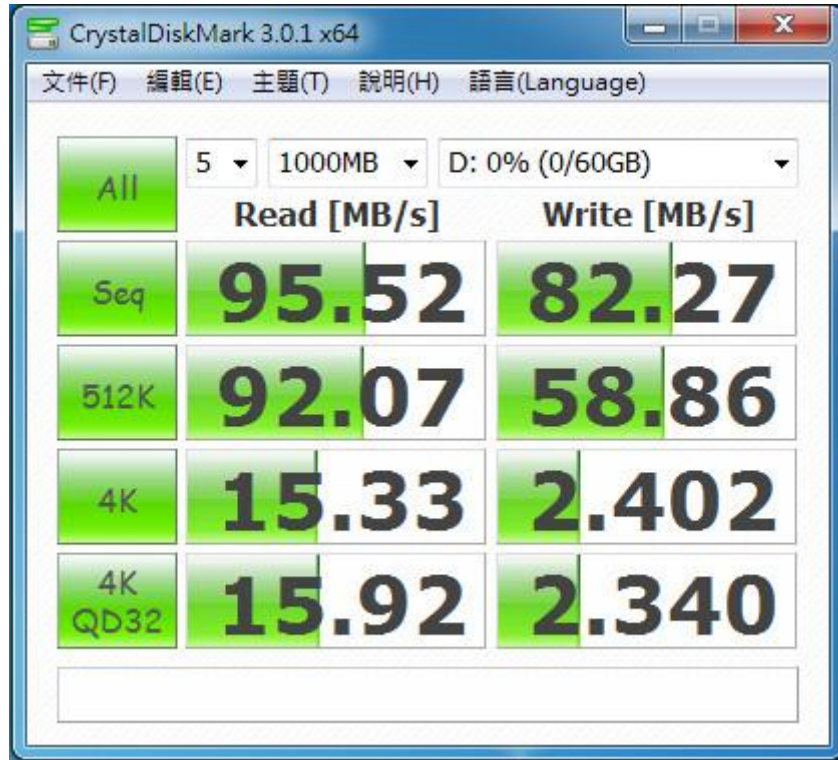 CrystalDiskMark 3.0.1 x64
文件(F) 編輯(E) 主題(T) 說明(H) 語言(Language)
All 5 1000MB D: 0% (0/60GB)
Read [MB/s] Write [MB/s]
Seq 95.52 82.27
512K 92.07 58.86
4K 15.33 2.402
4K
QD32 15.92 2.340